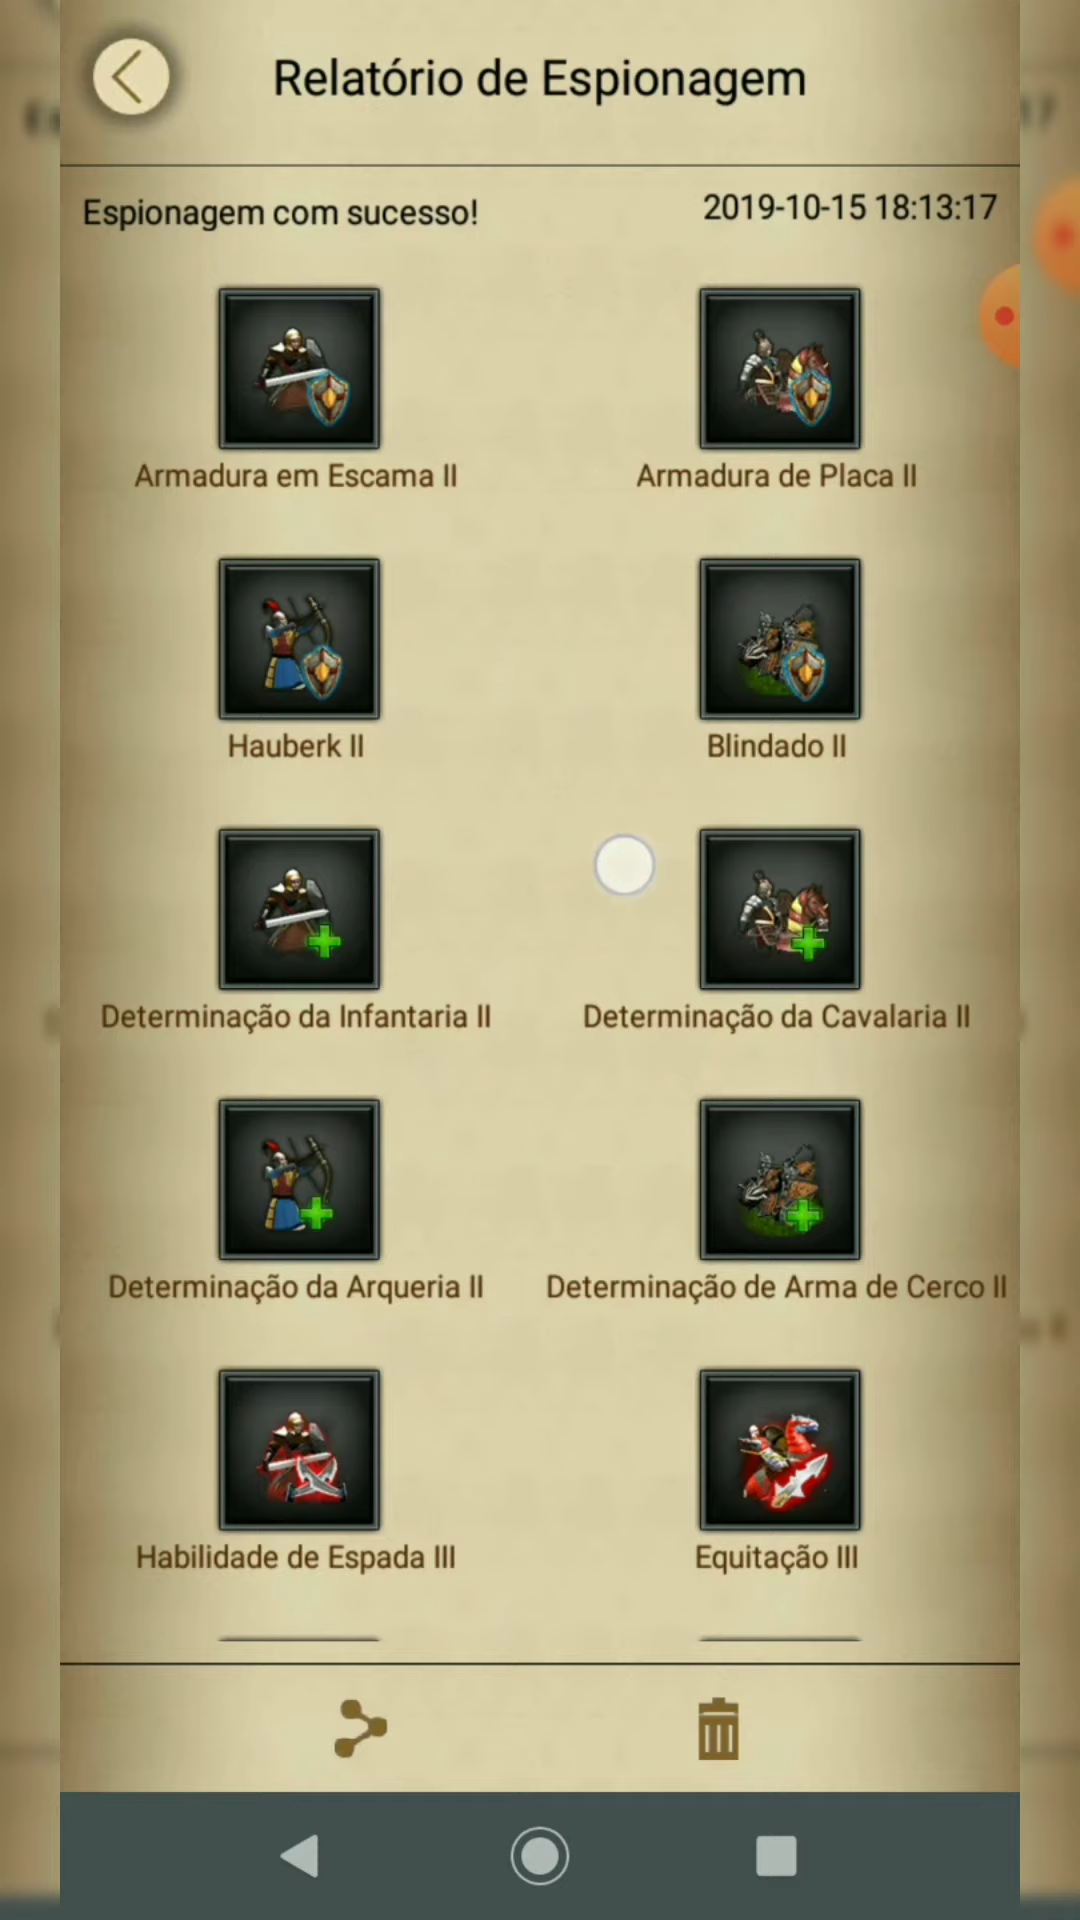 Relatório de Espionagem
Espionagem com sucesso!
2019-10-15 18:13:17
Armadura em Escama II
Armadura de Placa II
Hauberk II
Blindado II
Determinação da Infantaria II
Determinação da Cavalaria II
Determinação da Arqueria II
Determinação de Arma de Cerco II
Habilidade de Espada III
Equitação III